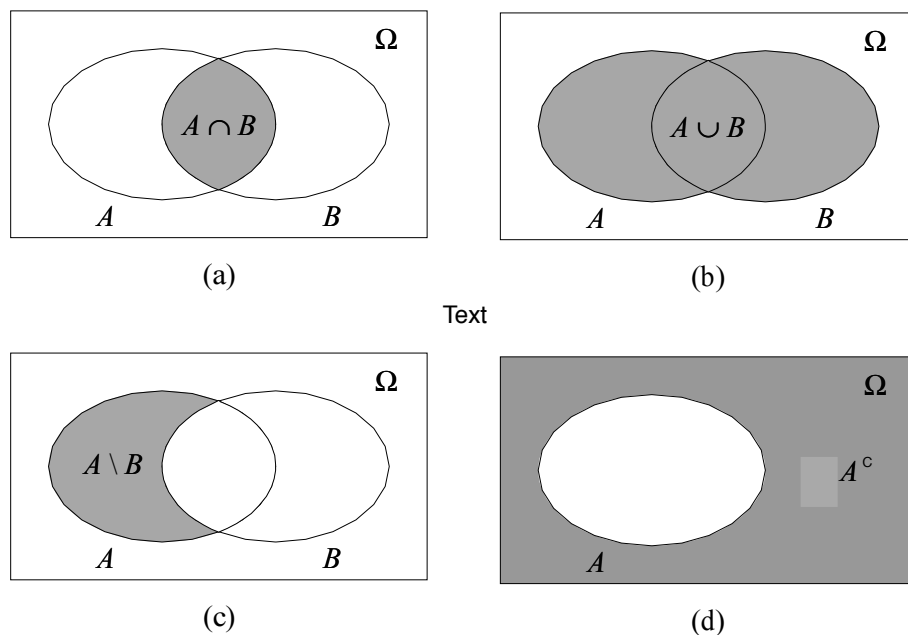 Ω
A ∩ B
A B
(a)
Ω
A ∪ B
A B
(b)
Text
Ω
A \ B
A B
(c)
Ω
A^c
A
(d)